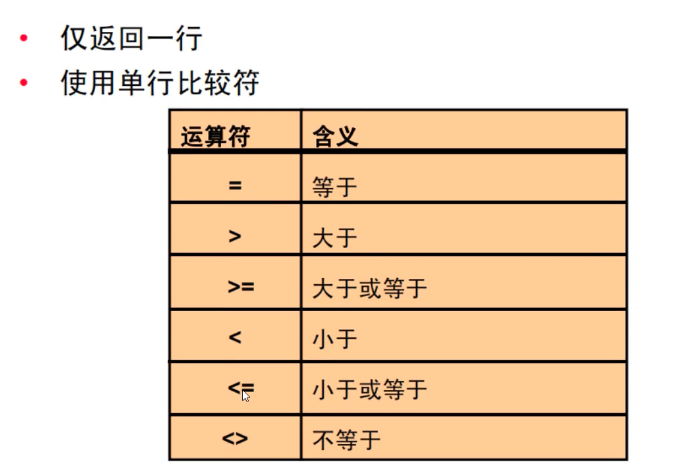 • 仅返回一行
• 使用单行比较符
运算符 含义
= 等于
> 大于
>= 大于或等于
< 小于
<= 小于或等于
<> 不等于